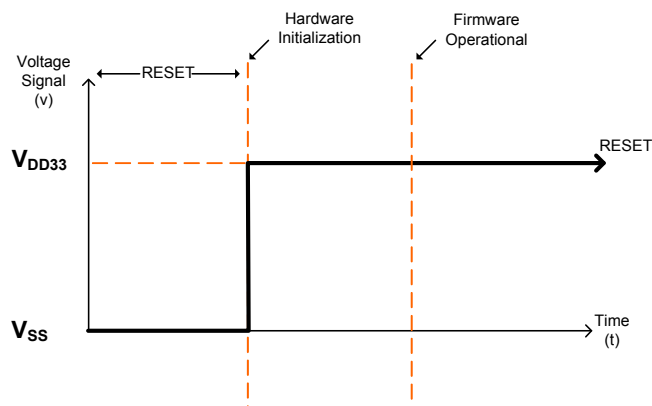 Hardware
Initialization
Firmware
Operational
Voltage
Signal
(v)
RESET
VDD33
RESET
VSS
Time
(t)